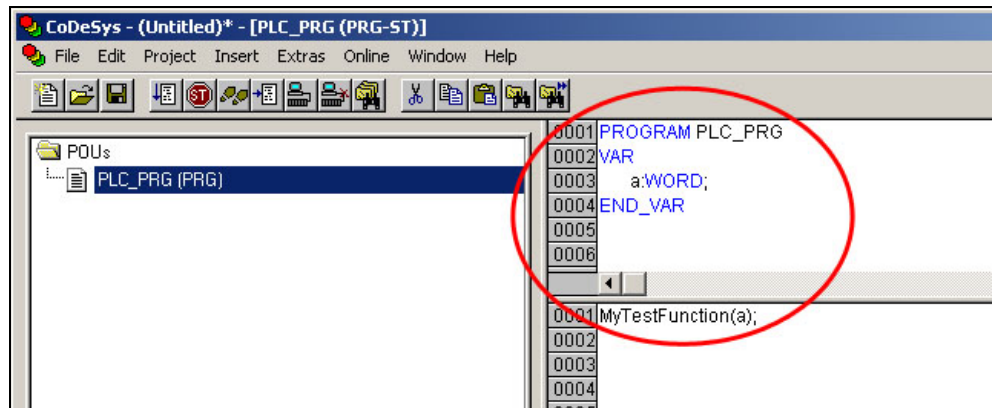 CoDeSys - (Untitled)* - [PLC_PRG (PRG-ST)]
File Edit Project Insert Extras Online Window Help
ST
POUs
PLC_PRG (PRG)
0001 PROGRAM PLC_PRG
0002 VAR
0003 a:WORD;
0004 END_VAR
0005
0006
0001 MyTestFunction(a);
0002
0003
0004